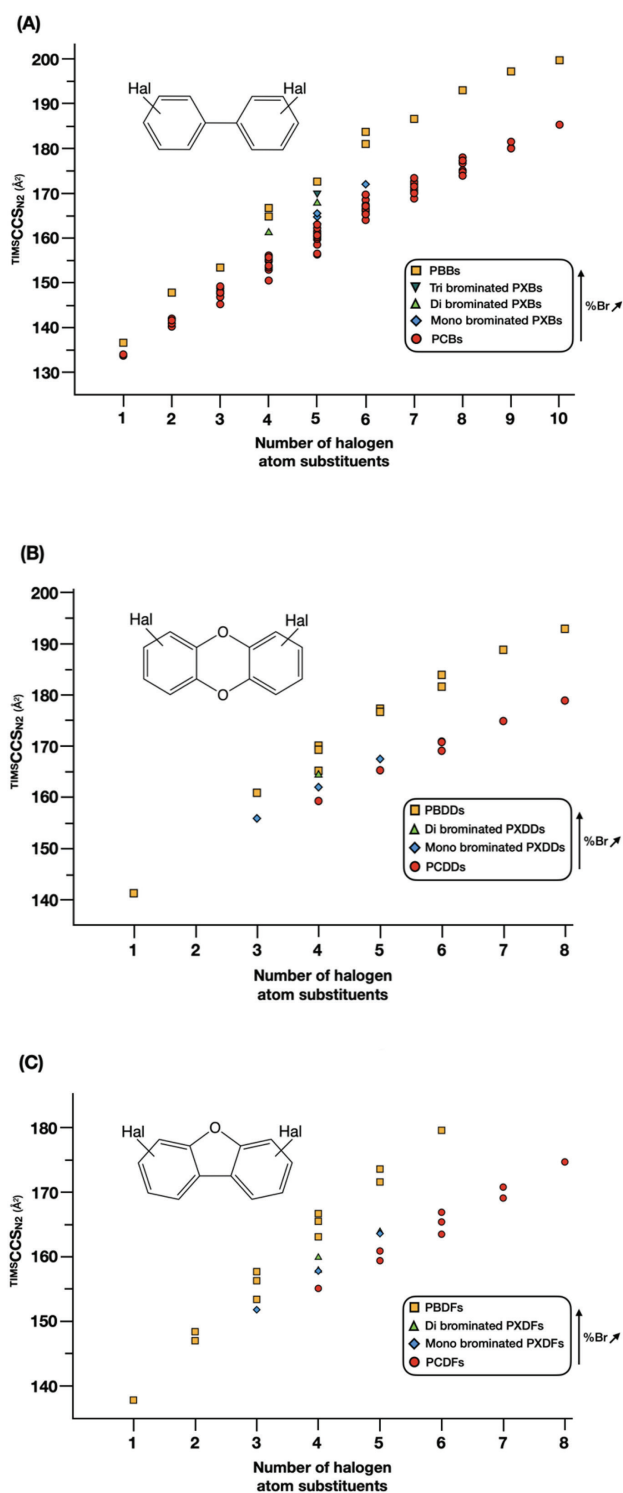 (A)
200
190
180
170
160
150
140
130
TIMSCCSN2 (Å²)
Hal
Hal
PBBs
Tri brominated PXBs
Di brominated PXBs
Mono brominated PXBs
PCBs
%Br
1 2 3 4 5 6 7 8 9 10
Number of halogen
atom substituents
(B)
200
190
180
170
160
150
140
TIMSCCSN2 (Å²)
Hal
O
Hal
O
PBDDs
Di brominated PXDDs
Mono brominated PXDDs
PCDDs
%Br
1 2 3 4 5 6 7 8
Number of halogen
atom substituents
(C)
180
170
160
150
140
TIMSCCSN2 (Å²)
Hal
O
Hal
PBDFs
Di brominated PXDFs
Mono brominated PXDFs
PCDFs
%Br
1 2 3 4 5 6 7 8
Number of halogen
atom substituents